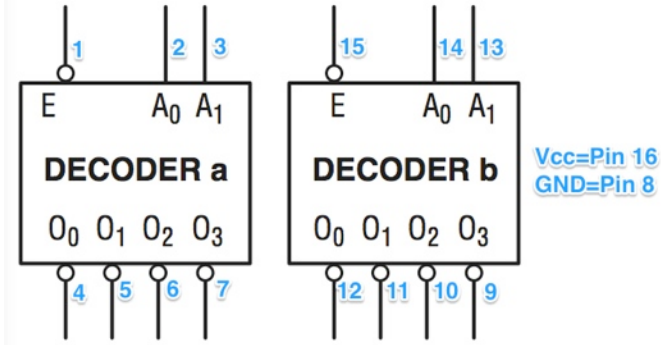 1 2 3 15 14 13
E A₀ A₁ E A₀ A₁
DECODER a DECODER b Vcc=Pin 16
GND=Pin 8
O₀ O₁ O₂ O₃ O₀ O₁ O₂ O₃
4 5 6 7 12 11 10 9